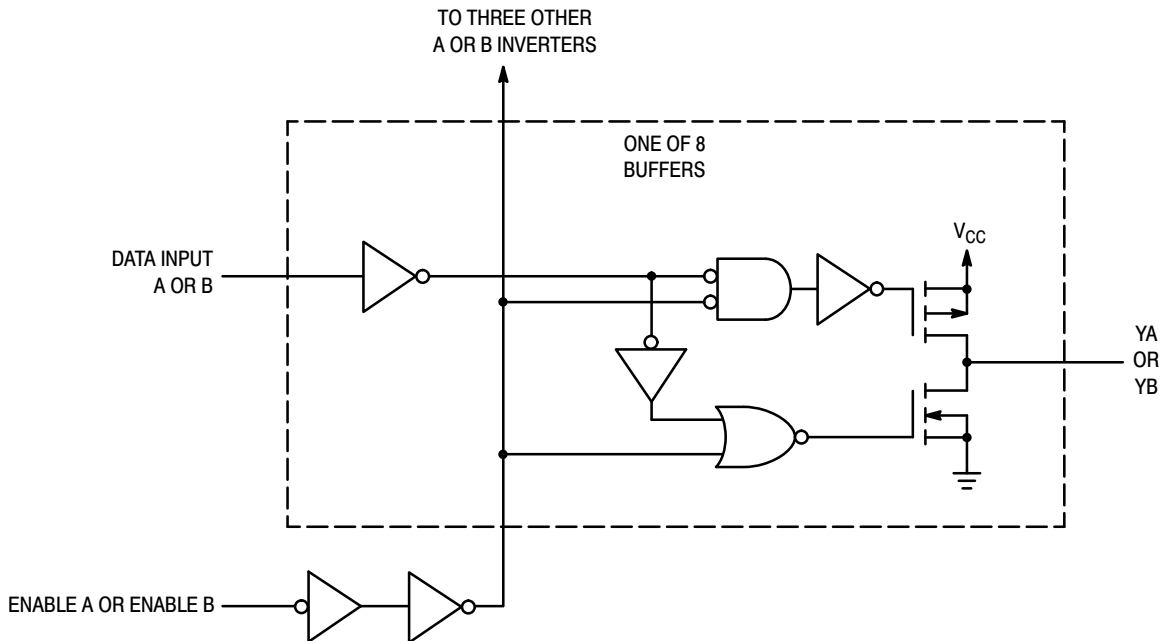 TO THREE OTHER
A OR B INVERTERS
ONE OF 8
BUFFERS
DATA INPUT
A OR B
VCC
YA
OR
YB
ENABLE A OR ENABLE B